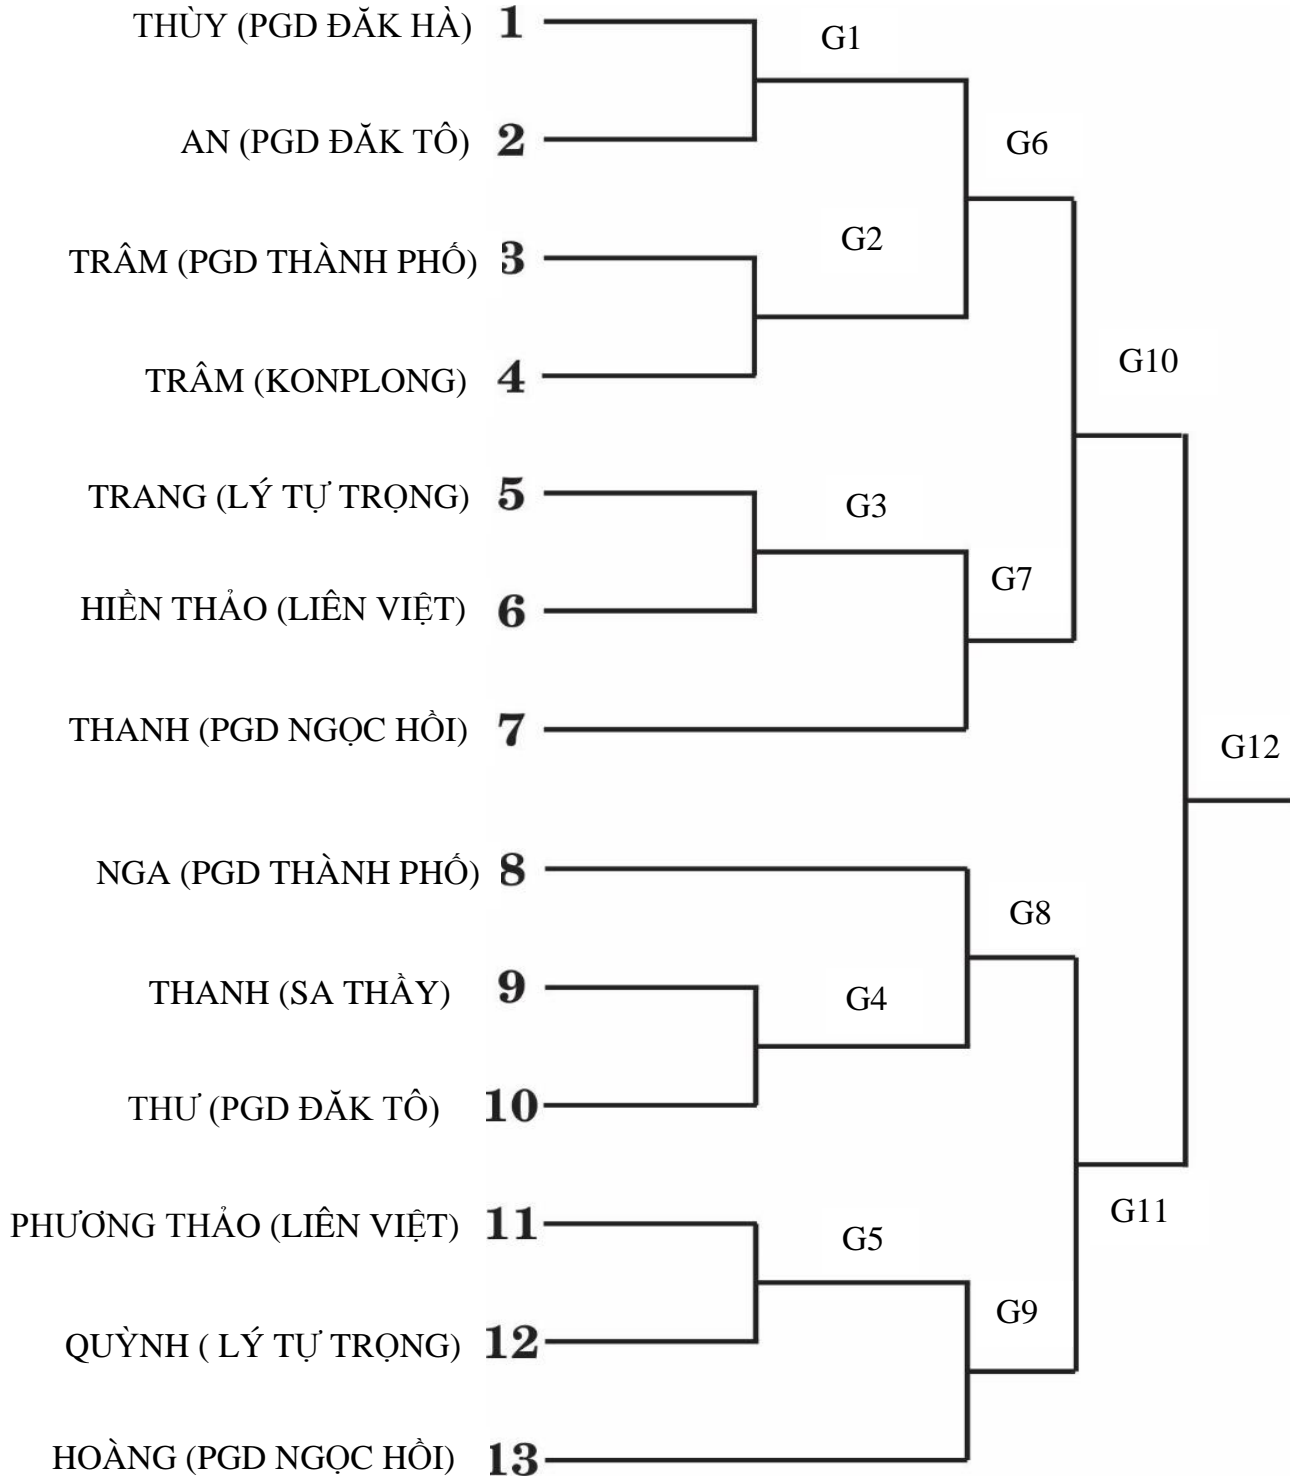 THÙY (PGD ĐĂK HÀ) 1
G1
AN (PGD ĐĂK TÔ) 2
G6
TRÂM (PGD THÀNH PHỐ) 3
G2
TRÂM (KONPLONG) 4
G10
TRANG (LÝ TỰ TRỌNG) 5
G3
HIỀN THẢO (LIÊN VIỆT) 6
G7
THANH (PGD NGỌC HỒI) 7
G12
NGA (PGD THÀNH PHỐ) 8
G8
THANH (SA THẦY) 9
G4
THƯ (PGD ĐĂK TÔ) 10
PHƯƠNG THẢO (LIÊN VIỆT) 11
G11
G5
QUỲNH ( LÝ TỰ TRỌNG) 12
G9
HOÀNG (PGD NGỌC HỒI) 13